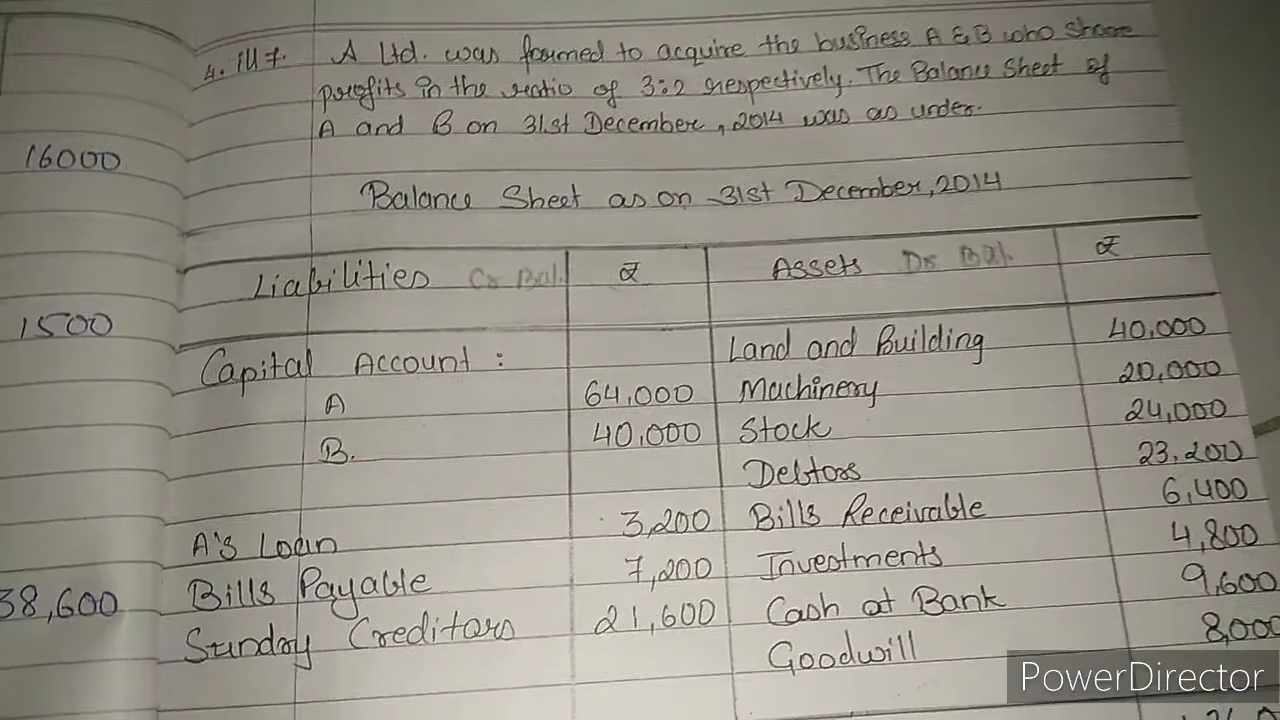 4. ill 7. A Ltd. was formed to acquire the business A & B who share
profits in the ratio of 3:2 respectively. The Balance Sheet of
A and B on 31st December, 2014 was as under.
16000
Balance Sheet as on 31st December, 2014
Liabilities Cr Bal. ₹ Assets Dr Bal. ₹
1500
Capital Account : Land and Building 40,000
A 64,000 Machinery 20,000
B. 40,000 Stock 24,000
Debtors 23,200
A's Loan 3,200 Bills Receivable 6,400
38,600 Bills Payable 7,200 Investments 4,800
Sundry Creditors 21,600 Cash at Bank 9,600
Goodwill 8,000
PowerDirector